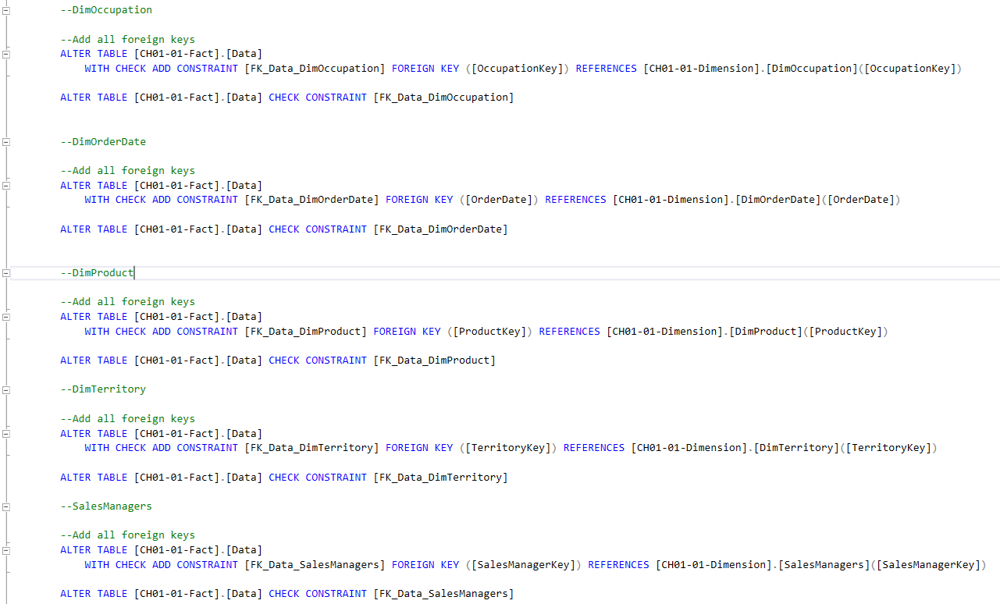 --DimOccupation
--Add all foreign keys
ALTER TABLE [CH01-01-Fact].[Data]
WITH CHECK ADD CONSTRAINT [FK_Data_DimOccupation] FOREIGN KEY ([OccupationKey]) REFERENCES [CH01-01-Dimension].[DimOccupation]([OccupationKey])
ALTER TABLE [CH01-01-Fact].[Data] CHECK CONSTRAINT [FK_Data_DimOccupation]
--DimOrderDate
--Add all foreign keys
ALTER TABLE [CH01-01-Fact].[Data]
WITH CHECK ADD CONSTRAINT [FK_Data_DimOrderDate] FOREIGN KEY ([OrderDate]) REFERENCES [CH01-01-Dimension].[DimOrderDate]([OrderDate])
ALTER TABLE [CH01-01-Fact].[Data] CHECK CONSTRAINT [FK_Data_DimOrderDate]
--DimProduct
--Add all foreign keys
ALTER TABLE [CH01-01-Fact].[Data]
WITH CHECK ADD CONSTRAINT [FK_Data_DimProduct] FOREIGN KEY ([ProductKey]) REFERENCES [CH01-01-Dimension].[DimProduct]([ProductKey])
ALTER TABLE [CH01-01-Fact].[Data] CHECK CONSTRAINT [FK_Data_DimProduct]
--DimTerritory
--Add all foreign keys
ALTER TABLE [CH01-01-Fact].[Data]
WITH CHECK ADD CONSTRAINT [FK_Data_DimTerritory] FOREIGN KEY ([TerritoryKey]) REFERENCES [CH01-01-Dimension].[DimTerritory]([TerritoryKey])
ALTER TABLE [CH01-01-Fact].[Data] CHECK CONSTRAINT [FK_Data_DimTerritory]
--SalesManagers
--Add all foreign keys
ALTER TABLE [CH01-01-Fact].[Data]
WITH CHECK ADD CONSTRAINT [FK_Data_SalesManagers] FOREIGN KEY ([SalesManagerKey]) REFERENCES [CH01-01-Dimension].[SalesManagers]([SalesManagerKey])
ALTER TABLE [CH01-01-Fact].[Data] CHECK CONSTRAINT [FK_Data_SalesManagers]